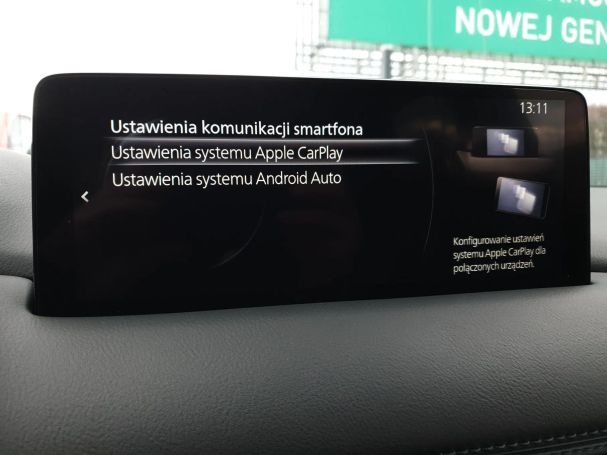 NOWEJ GEN
13:11
Ustawienia komunikacji smartfona
Ustawienia systemu Apple CarPlay
Ustawienia systemu Android Auto
Konfigurowanie ustawień
systemu Apple CarPlay dla
połączonych urządzeń.